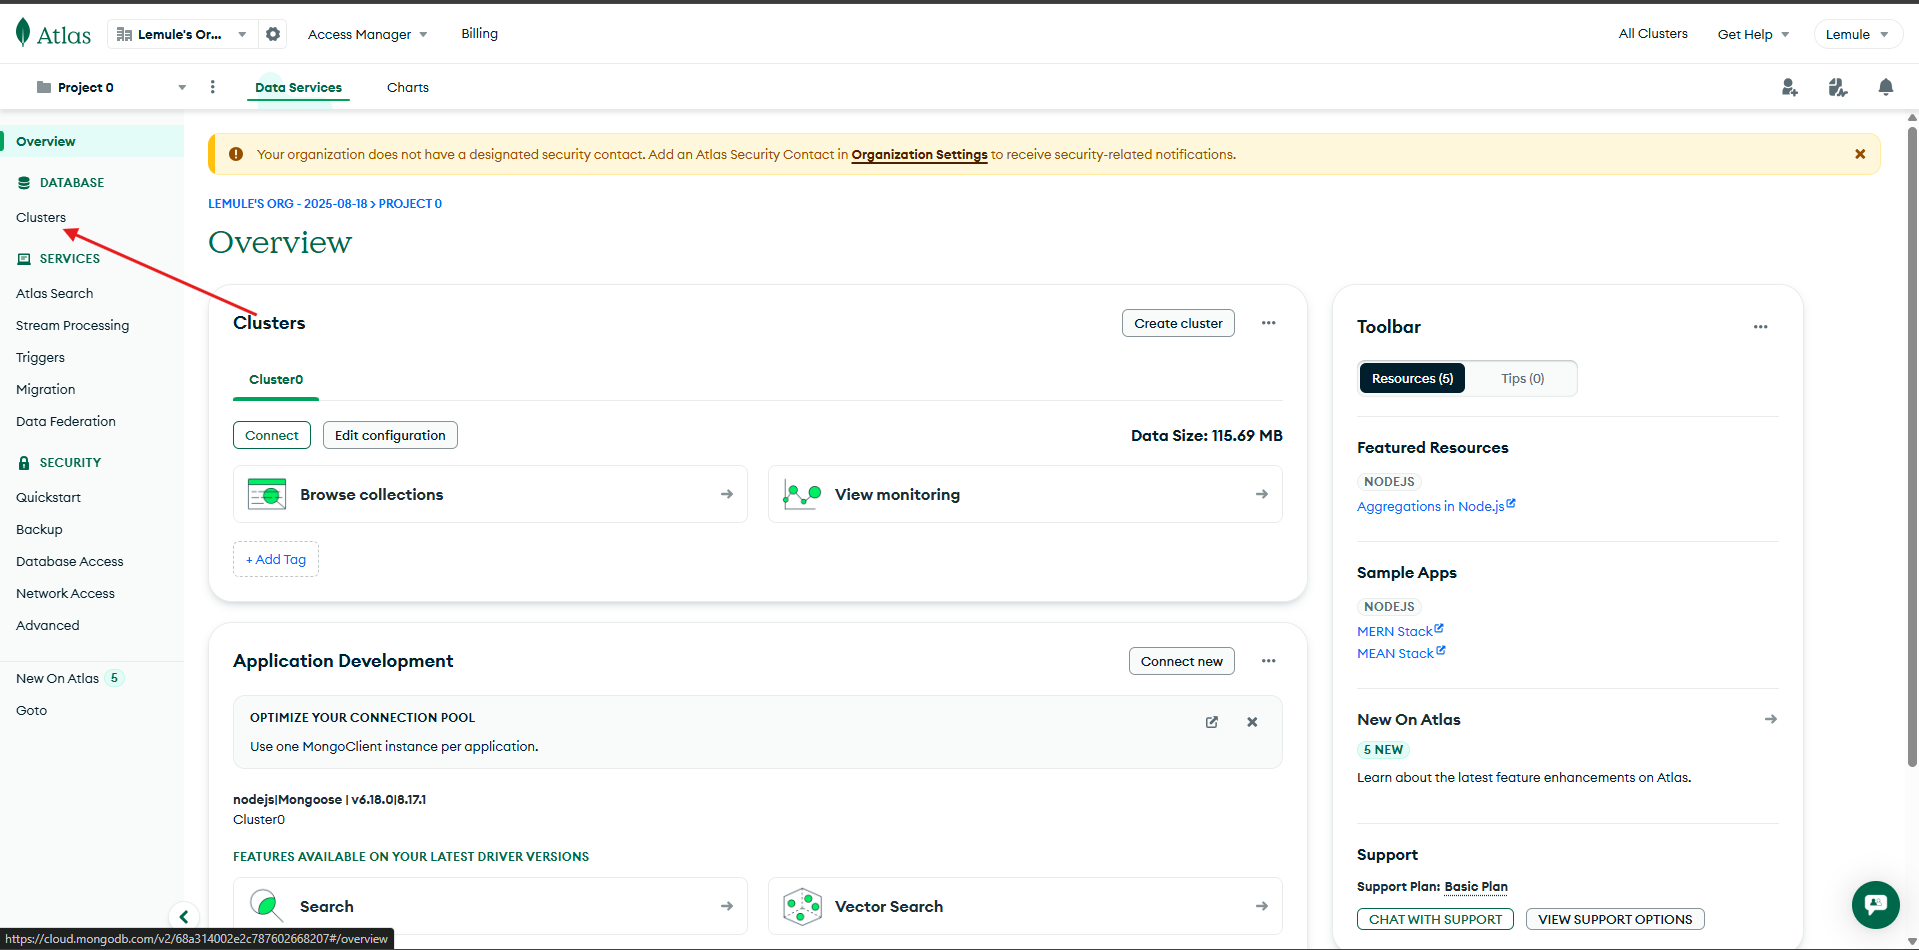 Atlas
Lemule's Or...
Access Manager
Billing
All Clusters
Get Help
Lemule
Project 0
Data Services
Charts
Overview
DATABASE
Clusters
SERVICES
Atlas Search
Stream Processing
Triggers
Migration
Data Federation
SECURITY
Quickstart
Backup
Database Access
Network Access
Advanced
New On Atlas 5
Goto
Your organization does not have a designated security contact. Add an Atlas Security Contact in Organization Settings to receive security-related notifications.
LEMULE'S ORG - 2025-08-18 > PROJECT 0
Overview
Clusters
Create cluster
Cluster0
Connect
Edit configuration
Data Size: 115.69 MB
Browse collections
View monitoring
+ Add Tag
Application Development
Connect new
OPTIMIZE YOUR CONNECTION POOL
Use one MongoClient instance per application.
nodejs|Mongoose | v6.18.0|8.17.1
Cluster0
FEATURES AVAILABLE ON YOUR LATEST DRIVER VERSIONS
Search
Vector Search
Toolbar
Resources (5)
Tips (0)
Featured Resources
NODEJS
Aggregations in Node.js
Sample Apps
NODEJS
MERN Stack
MEAN Stack
New On Atlas
5 NEW
Learn about the latest feature enhancements on Atlas.
Support
Support Plan: Basic Plan
CHAT WITH SUPPORT
VIEW SUPPORT OPTIONS
https://cloud.mongodb.com/v2/68a314002e2c787602668207#/overview